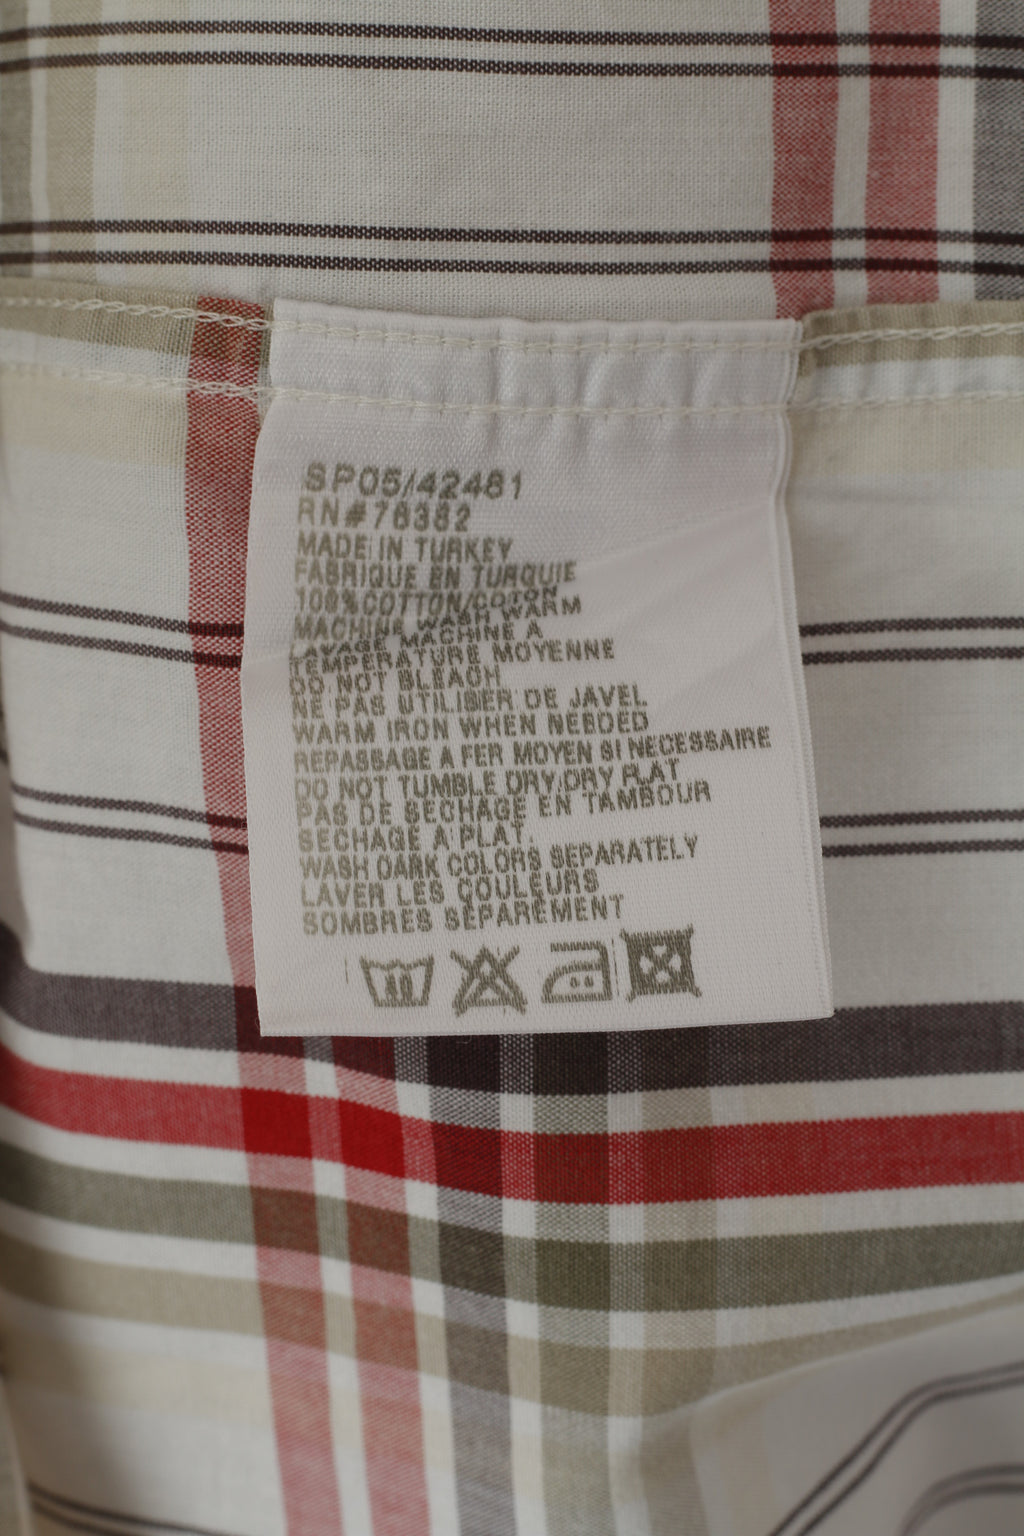 SP05/42481
RN#76382
MADE IN TURKEY
FABRIQUE EN TURQUIE
100%COTTON/COTON
MACHINE WASH WARM
LAVAGE MACHINE A
TEMPERATURE MOYENNE
DO NOT BLEACH
NE PAS UTILISER DE JAVEL
WARM IRON WHEN NEEDED
REPASSAGE A FER MOYEN SI NECESSAIRE
DO NOT TUMBLE DRY/DRY FLAT
PAS DE SECHAGE EN TAMBOUR
SECHAGE A PLAT.
WASH DARK COLORS SEPARATELY
LAVER LES COULEURS
SOMBRES SEPAREMENT
40